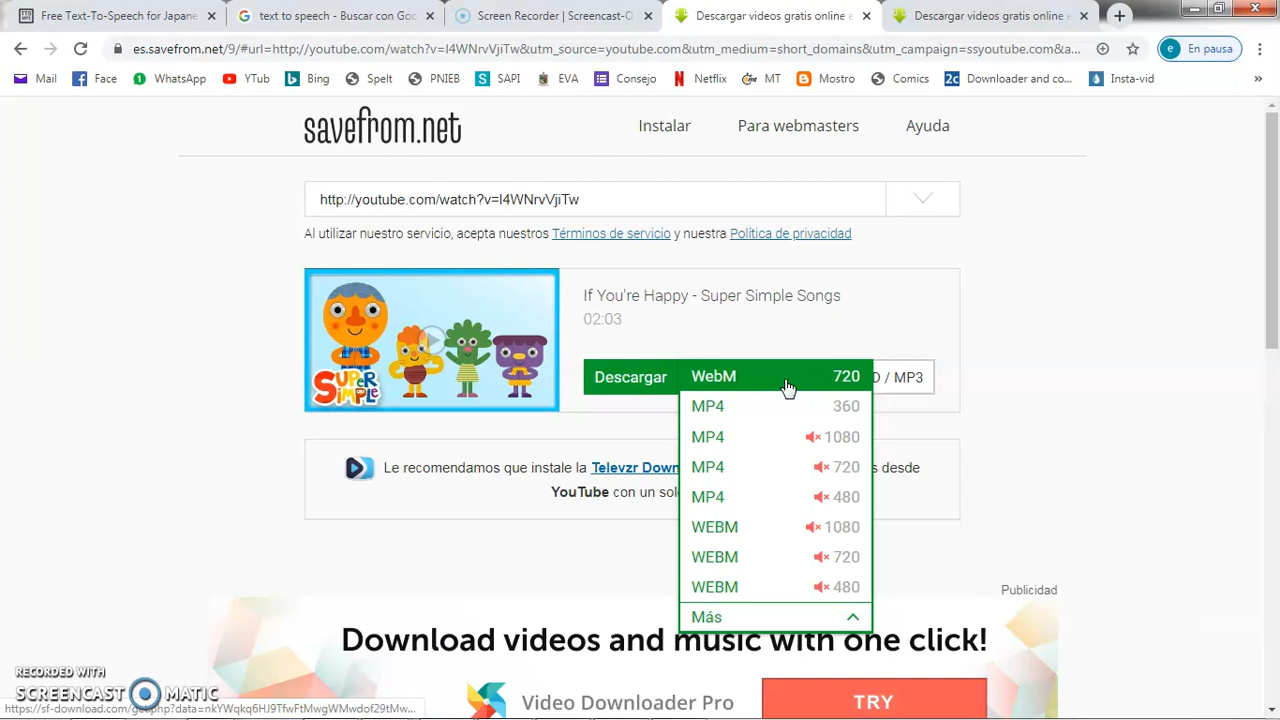 Free Text-To-Speech for Japane
text to speech - Buscar con Goo
Screen Recorder | Screencast-O
Descargar videos gratis online e
Descargar videos gratis online e
es.savefrom.net/9/#url=http://youtube.com/watch?v=l4WNrvVjiTw&utm_source=youtube.com&utm_medium=short_domains&utm_campaign=ssyoutube.com&a...
e En pausa
Mail Face WhatsApp YTub Bing Spelt PNIEB SAPI EVA Consejo Netflix MT Mostro Comics 2c Downloader and co... Insta-vid »
savefrom.net
Instalar Para webmasters Ayuda
http://youtube.com/watch?v=l4WNrvVjiTw
Al utilizar nuestro servicio, acepta nuestros Términos de servicio y nuestra Política de privacidad
If You're Happy - Super Simple Songs
02:03
SUPER
SIMPLE
Descargar WebM 720 D / MP3
MP4 360
MP4 1080
MP4 720
MP4 480
WEBM 1080
WEBM 720
WEBM 480
Más
Le recomendamos que instale la Televzr Down s desde
YouTube con un solo
Publicidad
Download videos and music with one click!
Video Downloader Pro
TRY
RECORDED WITH
SCREENCAST MATIC